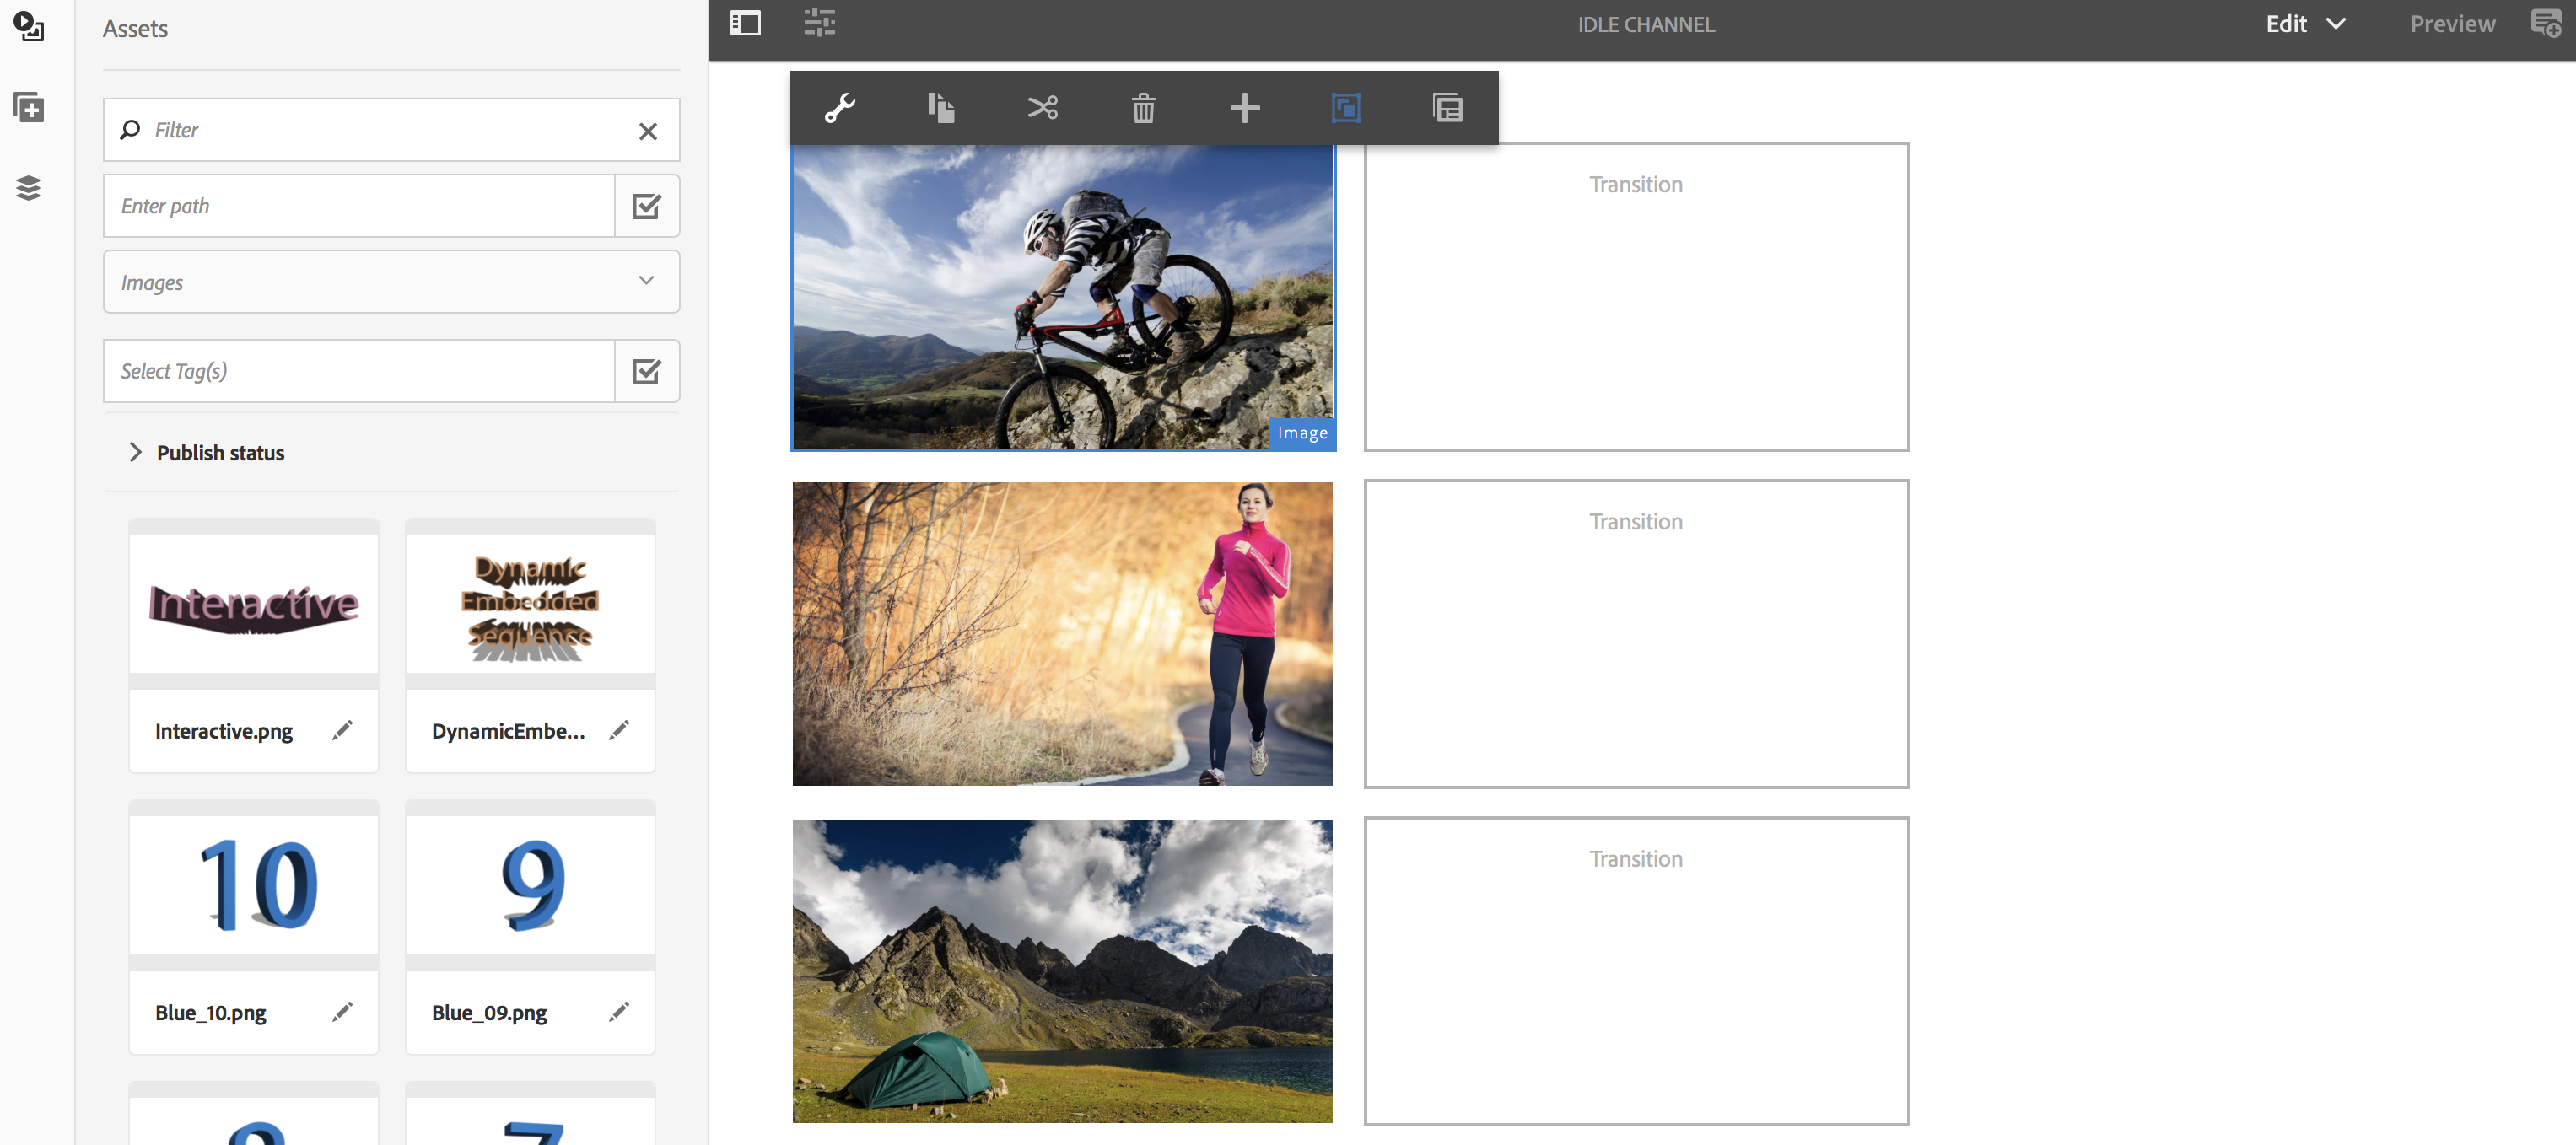 Assets
IDLE CHANNEL
Edit
Preview
Filter
Enter path
Images
Select Tag(s)
Publish status
Interactive
Dynamic
Embedded
Sequence
Interactive.png
DynamicEmbe...
10
9
Blue_10.png
Blue_09.png
Image
Transition
Transition
Transition